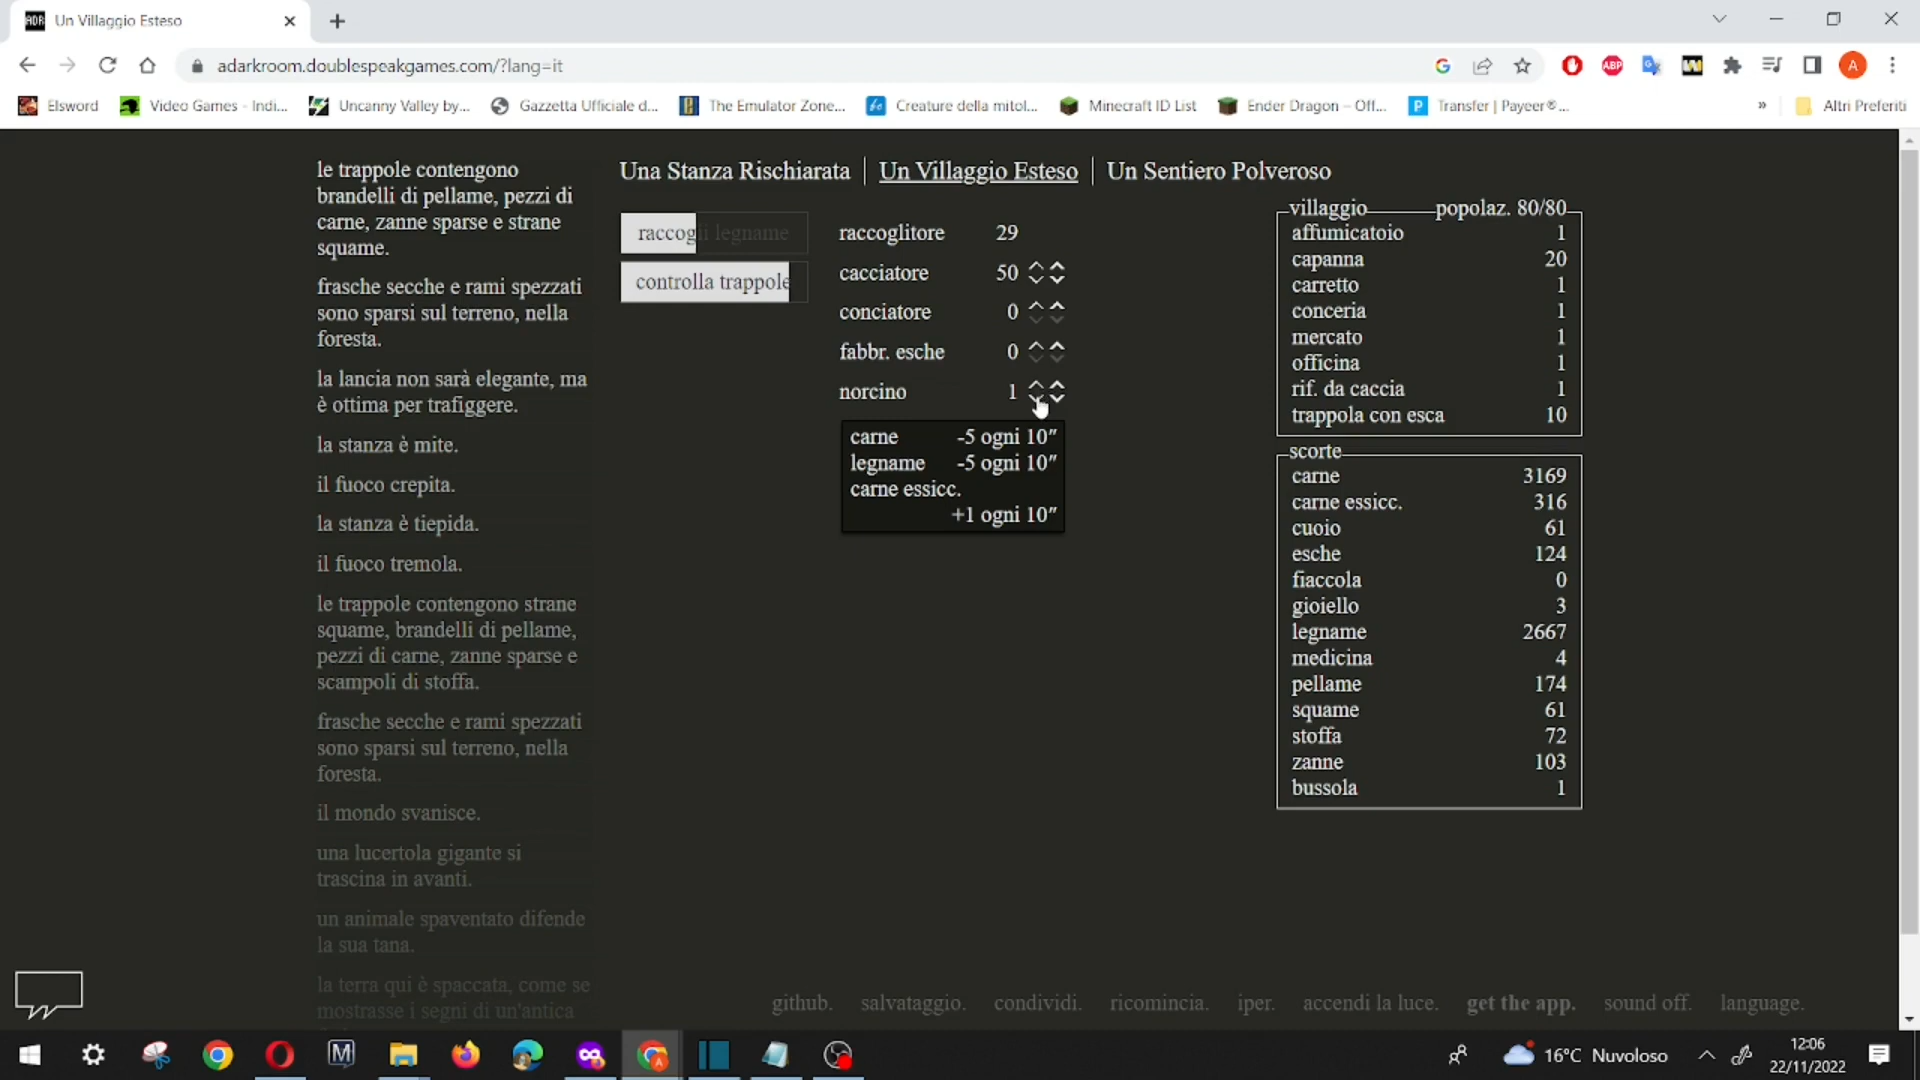 Un Villaggio Esteso
adarkroom.doublespeakgames.com/?lang=it
Elsword
Video Games - Indi...
Uncanny Valley by...
Gazzetta Ufficiale d...
The Emulator Zone...
Creature della mitol...
Minecraft ID List
Ender Dragon - Off...
Transfer | Payeer®...
»
Altri Preferiti
le trappole contengono
brandelli di pellame, pezzi di
carne, zanne sparse e strane
squame.
frasche secche e rami spezzati
sono sparsi sul terreno, nella
foresta.
la lancia non sarà elegante, ma
è ottima per trafiggere.
la stanza è mite.
il fuoco crepita.
la stanza è tiepida.
il fuoco tremola.
le trappole contengono strane
squame, brandelli di pellame,
pezzi di carne, zanne sparse e
scampoli di stoffa.
frasche secche e rami spezzati
sono sparsi sul terreno, nella
foresta.
il mondo svanisce.
una lucertola gigante si
trascina in avanti.
un animale spaventato difende
la sua tana.
la terra qui è spaccata, come se
mostrasse i segni di un'antica
Una Stanza Rischiarata | Un Villaggio Esteso | Un Sentiero Polveroso
raccogli legname
controlla trappole
raccoglitore 29
cacciatore 50
conciatore 0
fabbr. esche 0
norcino 1
carne -5 ogni 10"
legname -5 ogni 10"
carne essicc.
+1 ogni 10"
villaggio popolaz. 80/80
affumicatoio 1
capanna 20
carretto 1
conceria 1
mercato 1
officina 1
rif. da caccia 1
trappola con esca 10
scorte
carne 3169
carne essicc. 316
cuoio 61
esche 124
fiaccola 0
gioiello 3
legname 2667
medicina 4
pellame 174
squame 61
stoffa 72
zanne 103
bussola 1
github. salvataggio. condividi. ricomincia. iper. accendi la luce. get the app. sound off. language.
16°C Nuvoloso
12:06
22/11/2022